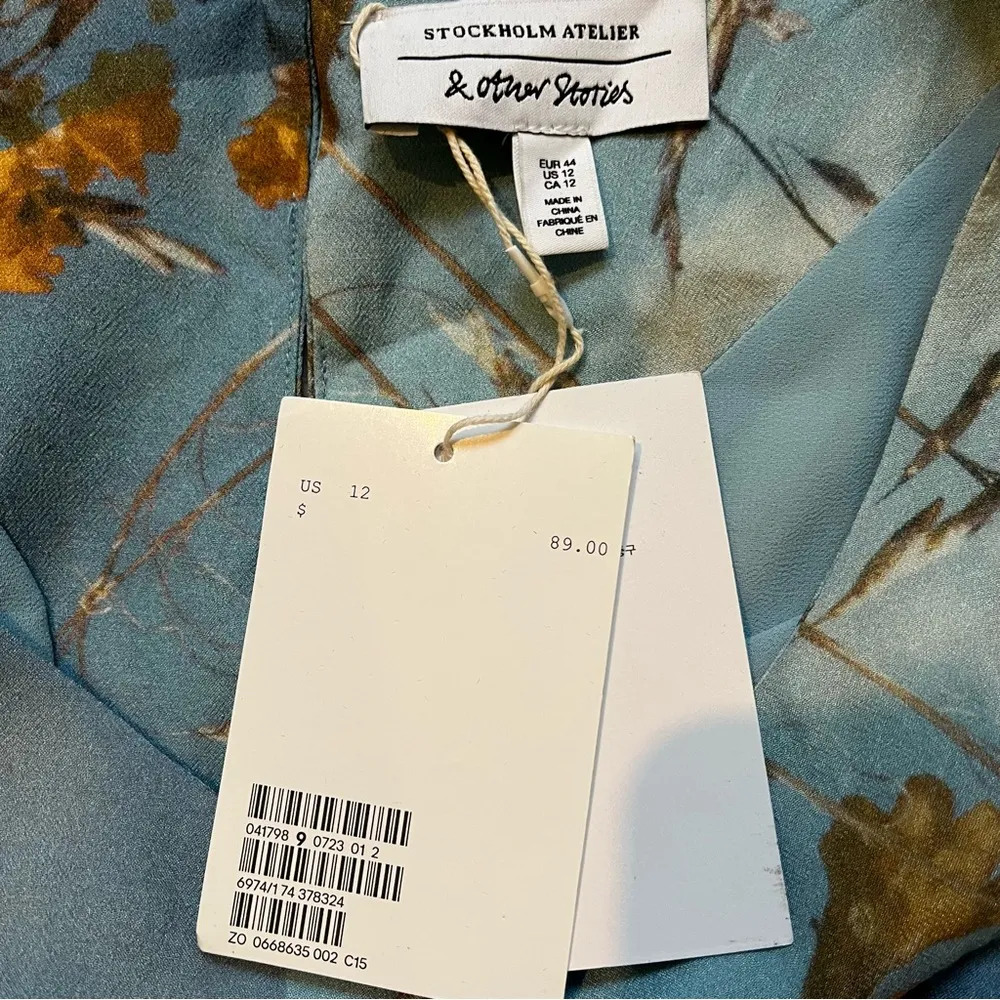 STOCKHOLM ATELIER
& Other Stories
EUR 44
US 12
CA 12
MADE IN
CHINA
FABRIQUÉ EN
CHINE
US 12
$
89.00
041798 9 0723 01 2
6974/174 378324
ZO 0668635 002 C15